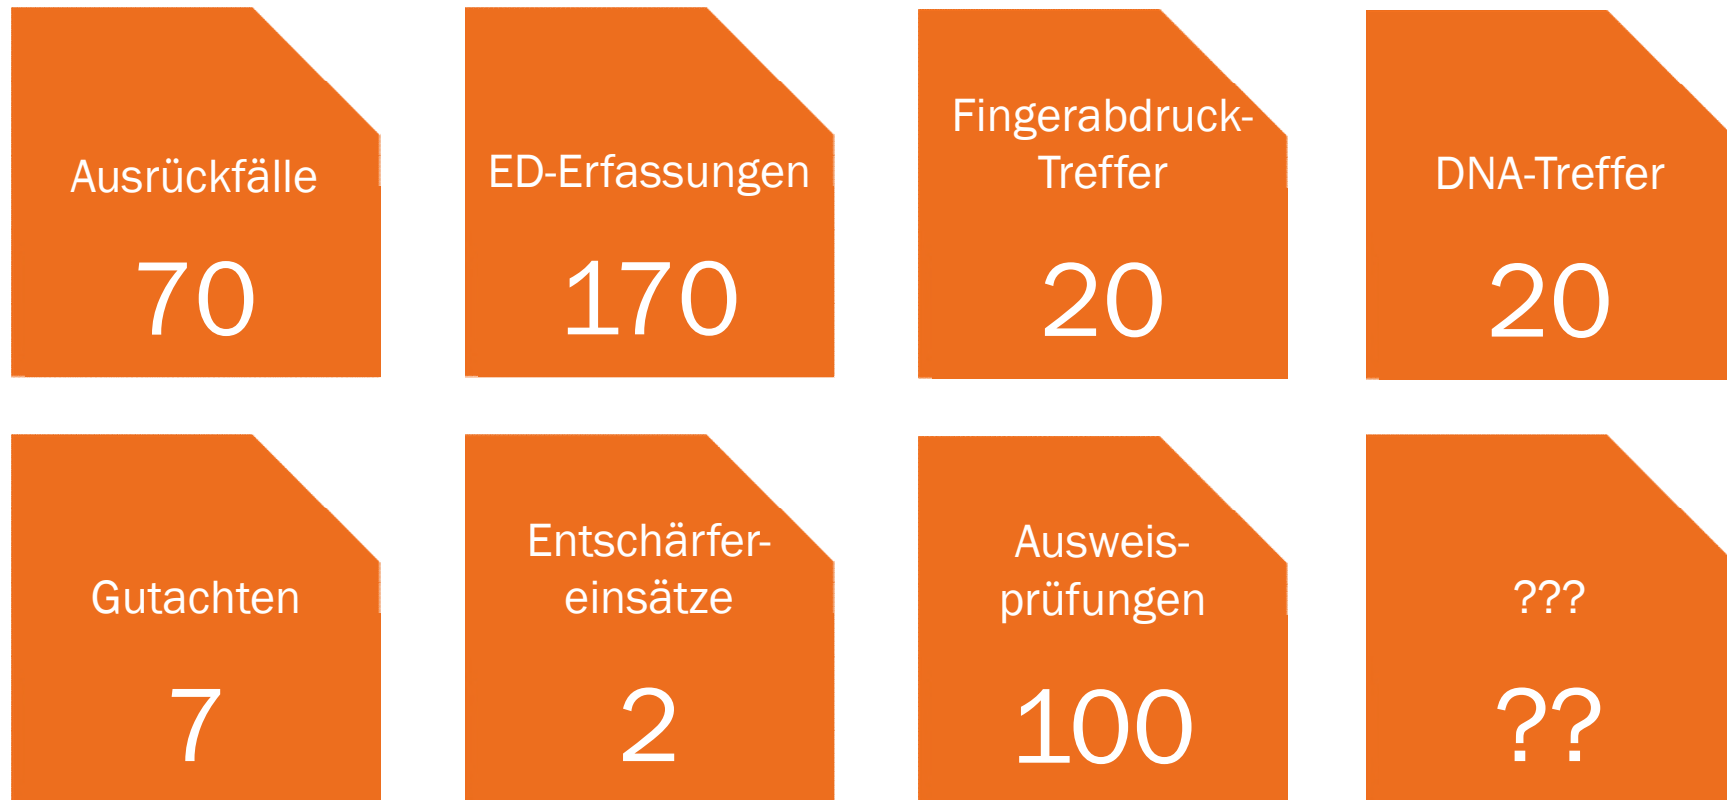 Ausrückfälle
70
ED-Erfassungen
170
Fingerabdruck-
Treffer
20
DNA-Treffer
20
Gutachten
7
Entschärfer-
einsätze
2
Ausweis-
prüfungen
100
???
??